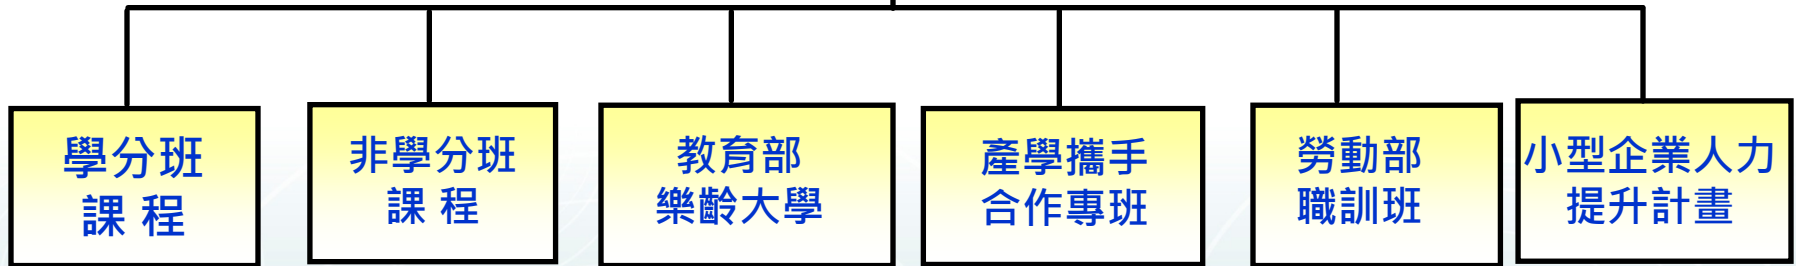 學分班
課 程
非學分班
課 程
教育部
樂齡大學
產學攜手
合作專班
勞動部
職訓班
小型企業人力
提升計畫